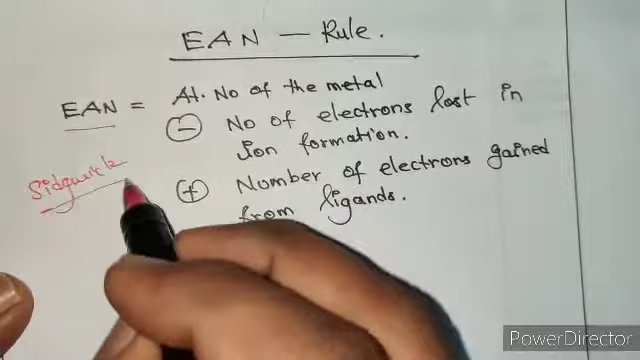 EAN — Rule.
EAN = At. No of the metal
⊖ No of electrons lost in
Ion formation.
Sidgwick
⊕ Number of electrons gained
from ligands.
PowerDirector